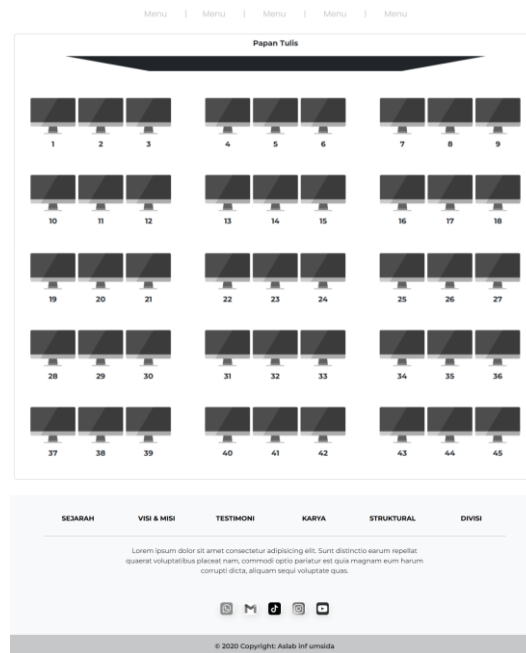 Menu | Menu | Menu | Menu | Menu
Papan Tulis
1 2 3 4 5 6 7 8 9
10 11 12 13 14 15 16 17 18
19 20 21 22 23 24 25 26 27
28 29 30 31 32 33 34 35 36
37 38 39 40 41 42 43 44 45
SEJARAH VISI & MISI TESTIMONI KARYA STRUKTURAL DIVISI
Lorem ipsum dolor sit amet consectetur adipisicing elit. Sunt distinctio earum repellat
quaerat voluptatibus placeat nam, commodi optio pariatur est quia magnam eum harum
corrupti dicta, aliquam sequi voluptate quas.
© 2020 Copyright: Aslab inf umsida